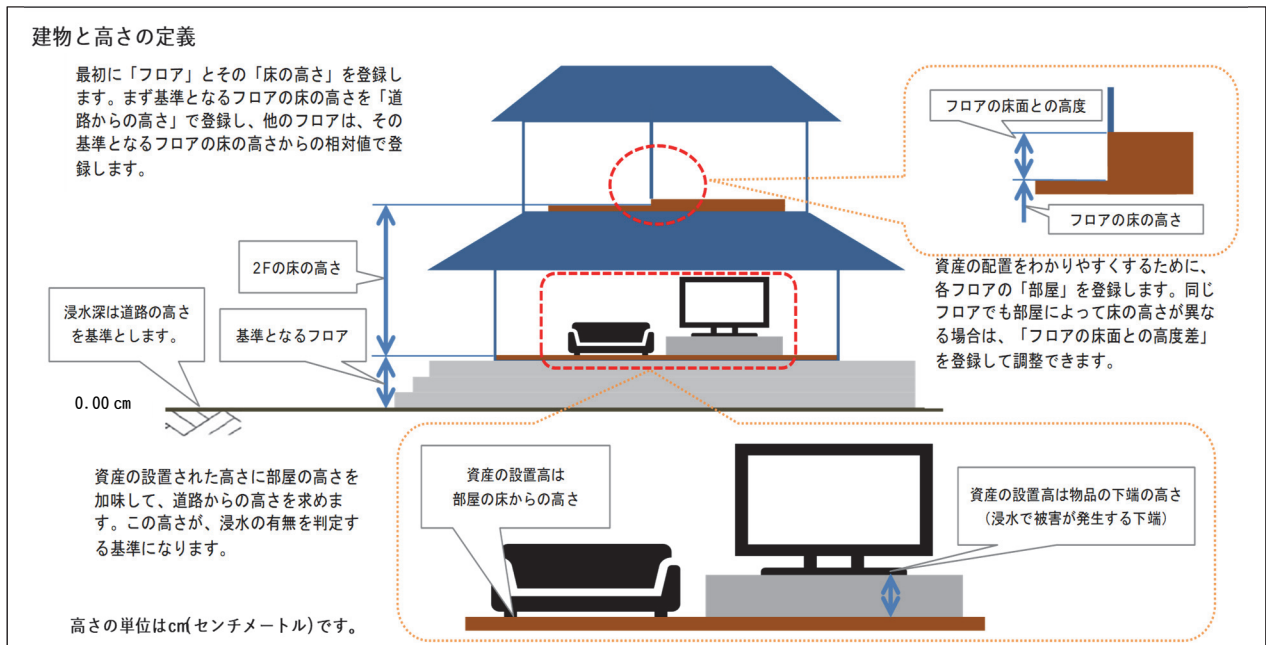 建物と高さの定義
最初に「フロア」とその「床の高さ」を登録し
ます。まず基準となるフロアの床の高さを「道
路からの高さ」で登録し、他のフロアは、その
基準となるフロアの床の高さからの相対値で登
録します。
フロアの床面との高度
フロアの床の高さ
2Fの床の高さ
浸水深は道路の高さ
を基準とします。
基準となるフロア
資産の配置をわかりやすくするために、
各フロアの「部屋」を登録します。同じ
フロアでも部屋によって床の高さが異な
る場合は、「フロアの床面との高度差」
を登録して調整できます。
0.00 cm
資産の設置された高さに部屋の高さを
加味して、道路からの高さを求めま
す。この高さが、浸水の有無を判定す
る基準になります。
資産の設置高は
部屋の床からの高さ
資産の設置高は物品の下端の高さ
（浸水で被害が発生する下端）
高さの単位はcm(センチメートル)です。